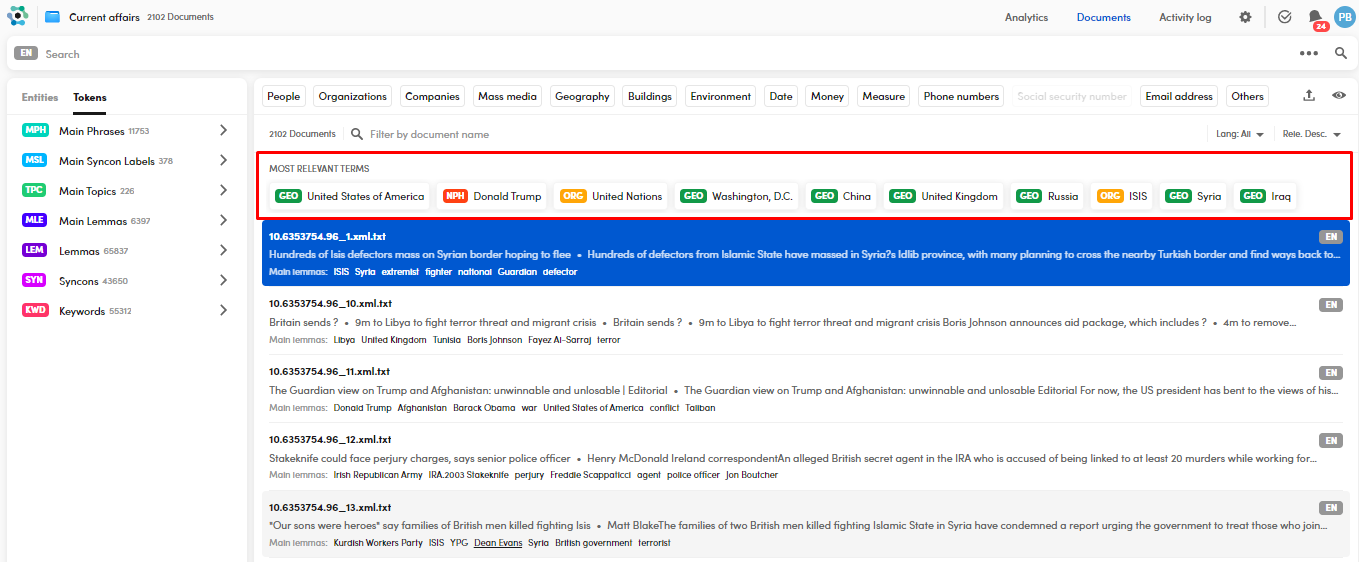 Current affairs 2102 Documents Analytics Documents Activity log 24 PB
EN Search
Entities Tokens
MPH Main Phrases 11753
MSL Main Syncon Labels 378
TPC Main Topics 226
MLE Main Lemmas 6397
LEM Lemmas 65837
SYN Syncons 43650
KWD Keywords 55312
People Organizations Companies Mass media Geography Buildings Environment Date Money Measure Phone numbers Social security number Email address Others
2102 Documents Filter by document name Lang: All Rele. Desc.
MOST RELEVANT TERMS
GEO United States of America NPH Donald Trump ORG United Nations GEO Washington, D.C. GEO China GEO United Kingdom GEO Russia ORG ISIS GEO Syria GEO Iraq
10.6353754.96_1.xml.txt EN
Hundreds of Isis defectors mass on Syrian border hoping to flee • Hundreds of defectors from Islamic State have massed in Syria?s Idlib province, with many planning to cross the nearby Turkish border and find ways back to...
Main lemmas: ISIS Syria extremist fighter national Guardian defector
10.6353754.96_10.xml.txt EN
Britain sends ? • 9m to Libya to fight terror threat and migrant crisis • Britain sends ? • 9m to Libya to fight terror threat and migrant crisis Boris Johnson announces aid package, which includes ? • 4m to remove...
Main lemmas: Libya United Kingdom Tunisia Boris Johnson Fayez Al-Sarraj terror
10.6353754.96_11.xml.txt EN
The Guardian view on Trump and Afghanistan: unwinnable and unlosable | Editorial • The Guardian view on Trump and Afghanistan: unwinnable and unlosable Editorial For now, the US president has bent to the views of his...
Main lemmas: Donald Trump Afghanistan Barack Obama war United States of America conflict Taliban
10.6353754.96_12.xml.txt EN
Stakeknife could face perjury charges, says senior police officer • Henry McDonald Ireland correspondentAn alleged British secret agent in the IRA who is accused of being linked to at least 20 murders while working for...
Main lemmas: Irish Republican Army IRA.2003 Stakeknife perjury Freddie Scappaticci agent police officer Jon Boutcher
10.6353754.96_13.xml.txt EN
"Our sons were heroes" say families of British men killed fighting Isis • Matt BlakeThe families of two British men killed fighting Islamic State in Syria have condemned a report urging the government to treat those who join...
Main lemmas: Kurdish Workers Party ISIS YPG Dean Evans Syria British government terrorist